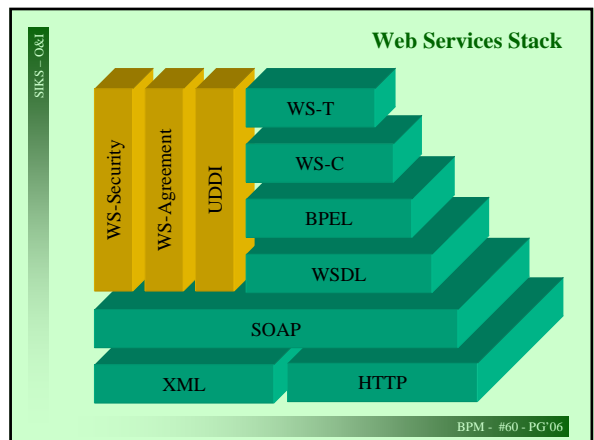 SIKS – O&I
Web Services Stack
WS-Security
WS-Agreement
UDDI
WS-T
WS-C
BPEL
WSDL
SOAP
XML
HTTP
BPM - #60 - PG'06